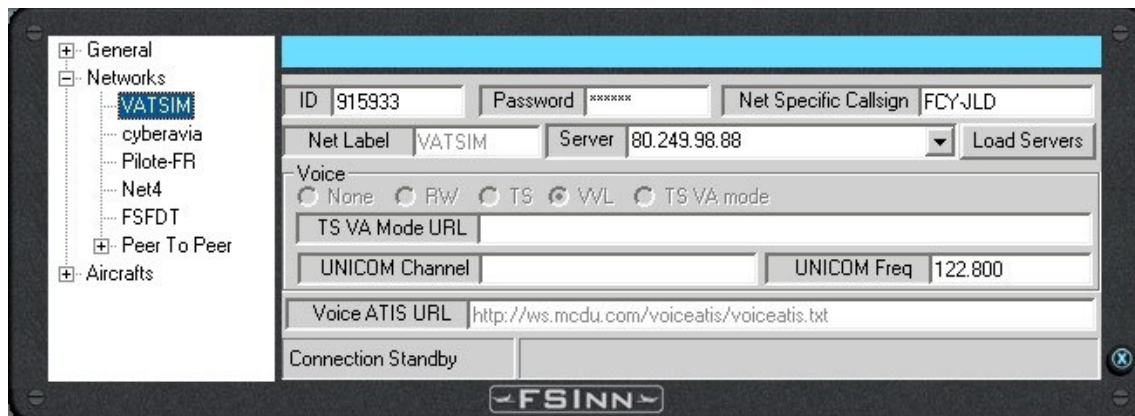 General
Networks
VATSIM
cyberavia
Pilote-FR
Net4
FSFDT
Peer To Peer
Aircrafts
ID 915933 Password ****** Net Specific Callsign FCYJLD
Net Label VATSIM Server 80.249.98.88 Load Servers
Voice
None RW TS VVL TS VA mode
TS VA Mode URL
UNICOM Channel UNICOM Freq 122.800
Voice ATIS URL http://ws.mcdu.com/voiceatis/voiceatis.txt
Connection Standby
FSINN